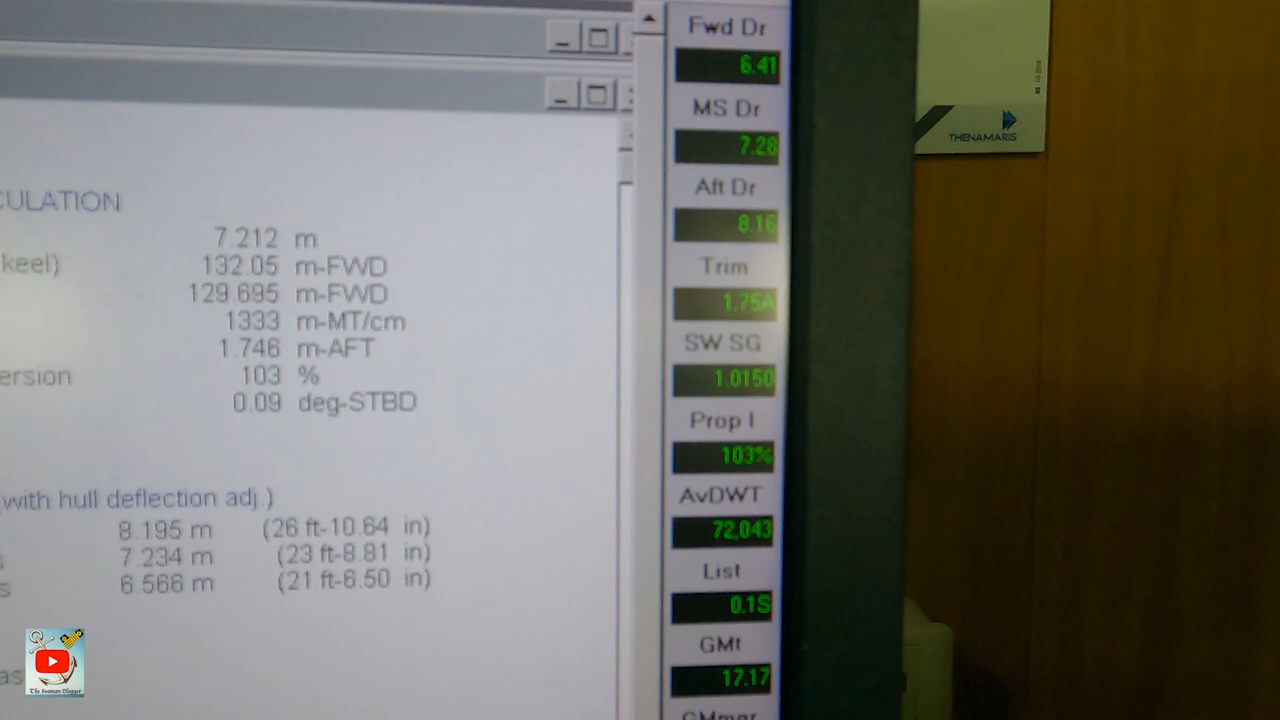 CULATION
7.212 m
keel) 132.05 m-FWD
129.695 m-FWD
1333 m-MT/cm
1.746 m-AFT
ersion 103 %
0.09 deg-STBD
(with hull deflection adj.)
8.195 m (26 ft-10.64 in)
s 7.234 m (23 ft-8.81 in)
s 6.566 m (21 ft-6.50 in)
as
The Seaman Vlogger
Fwd Dr
6.41
MS Dr
7.28
Aft Dr
8.16
Trim
1.75A
SW SG
1.0150
Prop I
103%
AvDWT
72,043
List
0.1S
GMt
17.17
THENAMARIS